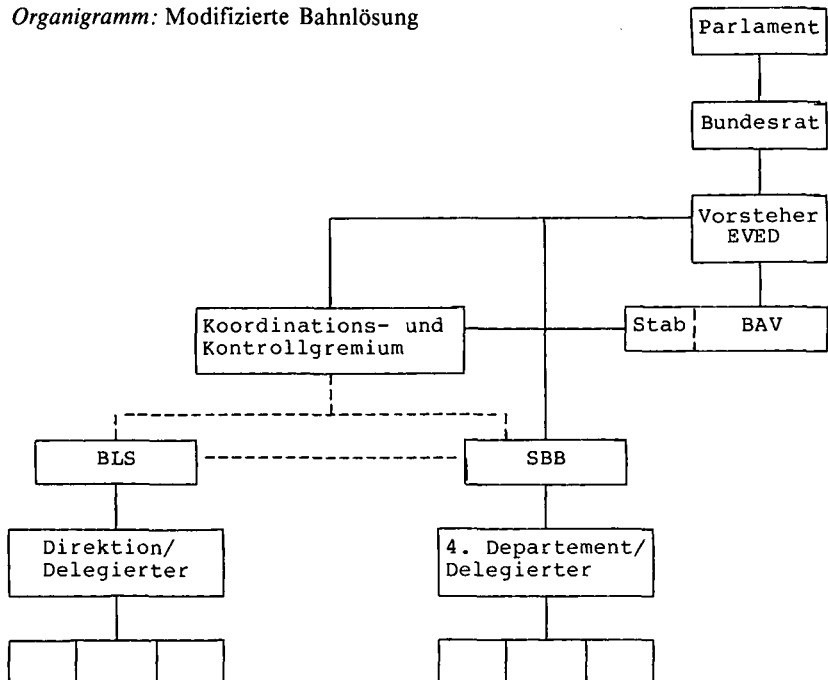 Organigramm: Modifizierte Bahnlösung
Parlament
Bundesrat
Vorsteher
EVED
Koordinations- und
Kontrollgremium
Stab
BAV
BLS
SBB
Direktion/
Delegierter
4. Departement/
Delegierter